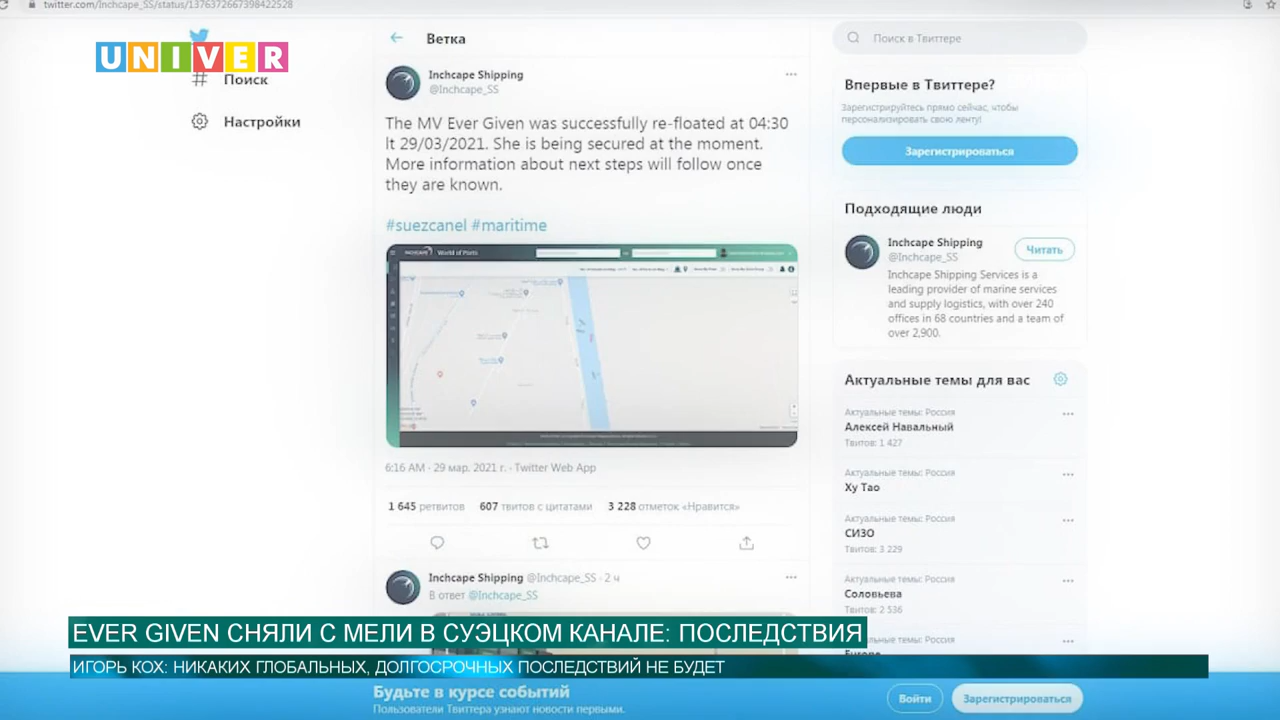 twitter.com/Inchcape_SS/status/1376372667398422528
UNIVER
Поиск
Настройки
Ветка
Inchcape Shipping
@Inchcape_SS
The MV Ever Given was successfully re-floated at 04:30
lt 29/03/2021. She is being secured at the moment.
More information about next steps will follow once
they are known.
#suezcanel #maritime
INCHCAPE World of Ports
6:16 AM · 29 мар. 2021 г. · Twitter Web App
1 645 ретвитов 607 твитов с цитатами 3 228 отметок «Нравится»
Inchcape Shipping @Inchcape_SS · 2 ч
В ответ @Inchcape_SS
Поиск в Твиттере
Впервые в Твиттере?
Зарегистрируйтесь прямо сейчас, чтобы
персонализировать свою ленту!
Зарегистрироваться
Подходящие люди
Inchcape Shipping
@Inchcape_SS
Читать
Inchcape Shipping Services is a
leading provider of marine services
and supply logistics, with over 240
offices in 68 countries and a team of
over 2,900.
Актуальные темы для вас
Актуальные темы: Россия
Алексей Навальный
Твитов: 1 427
Актуальные темы: Россия
Ху Тао
Актуальные темы: Россия
СИЗО
Твитов: 3 229
Актуальные темы: Россия
Соловьева
Твитов: 2 536
Актуальные темы: Россия
Europe
EVER GIVEN СНЯЛИ С МЕЛИ В СУЭЦКОМ КАНАЛЕ: ПОСЛЕДСТВИЯ
ИГОРЬ КОХ: НИКАКИХ ГЛОБАЛЬНЫХ, ДОЛГОСРОЧНЫХ ПОСЛЕДСТВИЙ НЕ БУДЕТ
Будьте в курсе событий
Пользователи Твиттера узнают новости первыми.
Войти
Зарегистрироваться